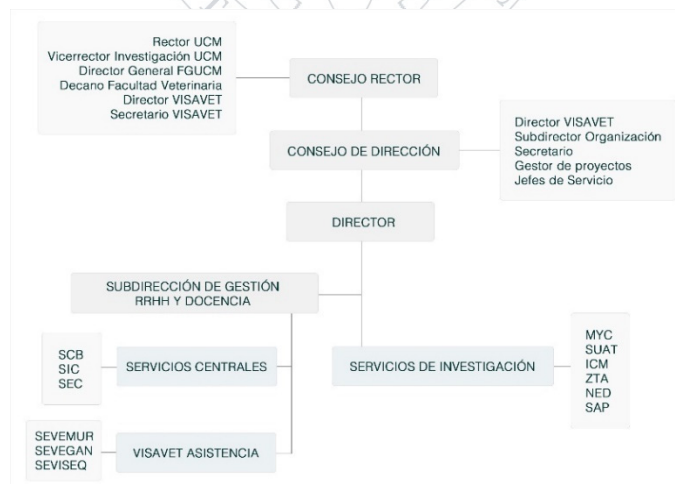 Rector UCM
Vicerrector Investigación UCM
Director General FGUCM
Decano Facultad Veterinaria
Director VISAVET
Secretario VISAVET
CONSEJO RECTOR
CONSEJO DE DIRECCIÓN
Director VISAVET
Subdirector Organización
Secretario
Gestor de proyectos
Jefes de Servicio
DIRECTOR
SUBDIRECCIÓN DE GESTIÓN
RRHH Y DOCENCIA
SCB
SIC
SEC
SERVICIOS CENTRALES
SERVICIOS DE INVESTIGACIÓN
MYC
SUAT
ICM
ZTA
NED
SAP
SEVEMUR
SEVEGAN
SEVISEQ
VISAVET ASISTENCIA